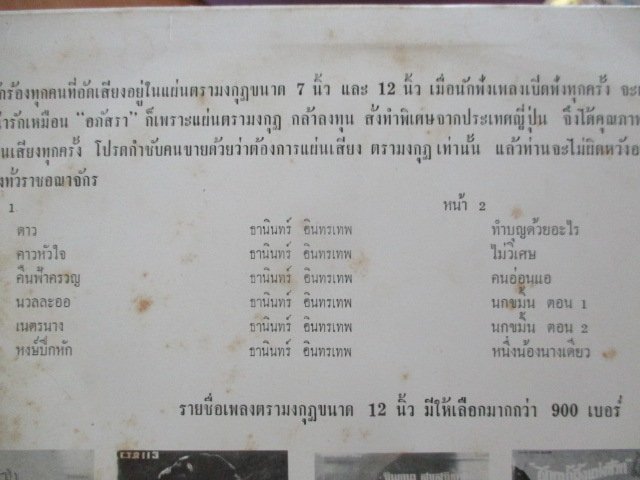 กร้องทุกคนที่อัดเสียงอยู่ในแผ่นตรามงกุฎขนาด 7 นิ้ว และ 12 นิ้ว เมื่อนักฟังเพลงเปิดฟังทุกครั้ง จะ
่ารักเหมือน "อภัสรา" ก็เพราะแผ่นตรามงกุฎ กล้าลงทุน สั่งทำพิเศษจากประเทศญี่ปุ่น จึงได้คุณภาพ
นเสียงทุกครั้ง โปรดกำชับคนขายด้วยว่าต้องการแผ่นเสียง ตรามงกุฎ เท่านั้น แล้วท่านจะไม่ผิดหวัง
งทั่วราชอาณาจักร
1 หน้า 2
ดาว ธานินทร์ อินทรเทพ ทำบุญด้วยอะไร
ดาวหัวใจ ธานินทร์ อินทรเทพ ไม่วิเศษ
คืนฟ้าครวญ ธานินทร์ อินทรเทพ คนอ่อนแอ
นวลละออ ธานินทร์ อินทรเทพ นกขมิ้น ตอน 1
เนตรนาง ธานินทร์ อินทรเทพ นกขมิ้น ตอน 2
หงษ์ปีกหัก ธานินทร์ อินทรเทพ หนึ่งน้องนางเดียว
รายชื่อเพลงตรามงกุฎขนาด 12 นิ้ว มีให้เลือกมากกว่า 900 เบอร์
C.T.0113